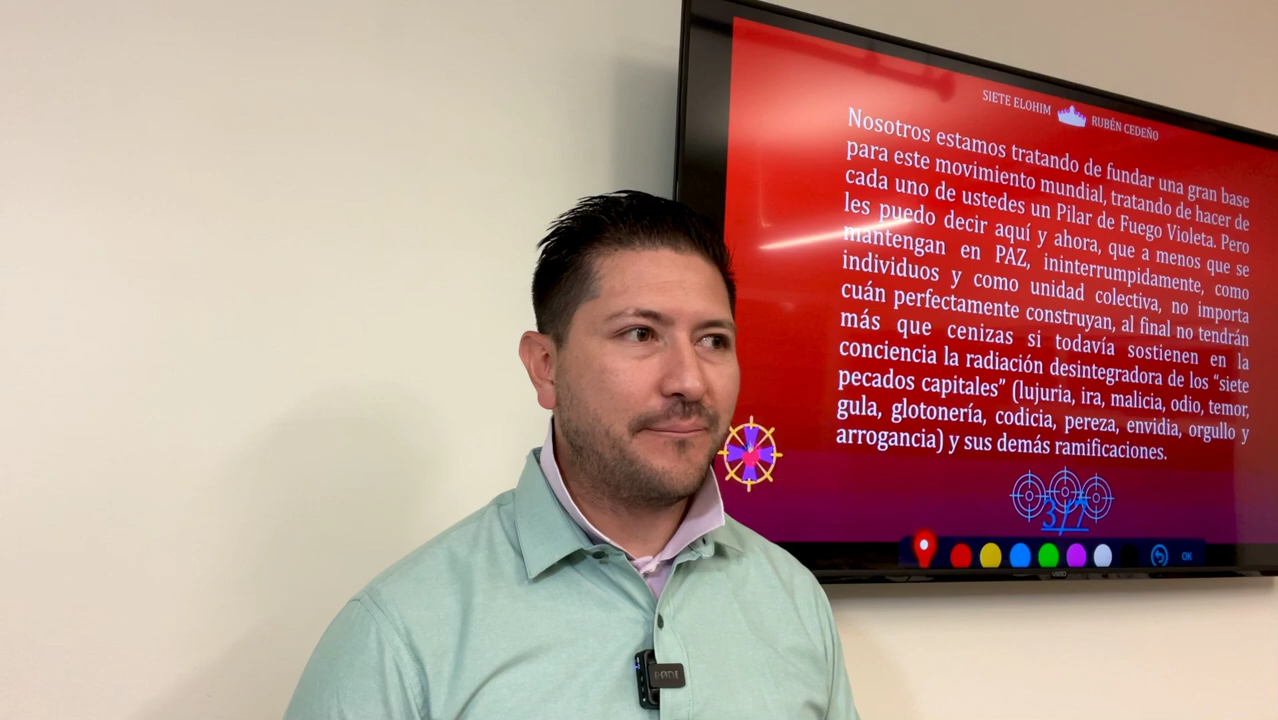 SIETE ELOHIM RUBÉN CEDEÑO
Nosotros estamos tratando de fundar una gran base
para este movimiento mundial, tratando de hacer de
cada uno de ustedes un Pilar de Fuego Violeta. Pero
les puedo decir aquí y ahora, que a menos que se
mantengan en PAZ, ininterrumpidamente, como
individuos y como unidad colectiva, no importa
cuán perfectamente construyan, al final no tendrán
más que cenizas si todavía sostienen en la
conciencia la radiación desintegradora de los “siete
pecados capitales” (lujuria, ira, malicia, odio, temor,
gula, glotonería, codicia, pereza, envidia, orgullo y
arrogancia) y sus demás ramificaciones.
377
OK
VIZIO